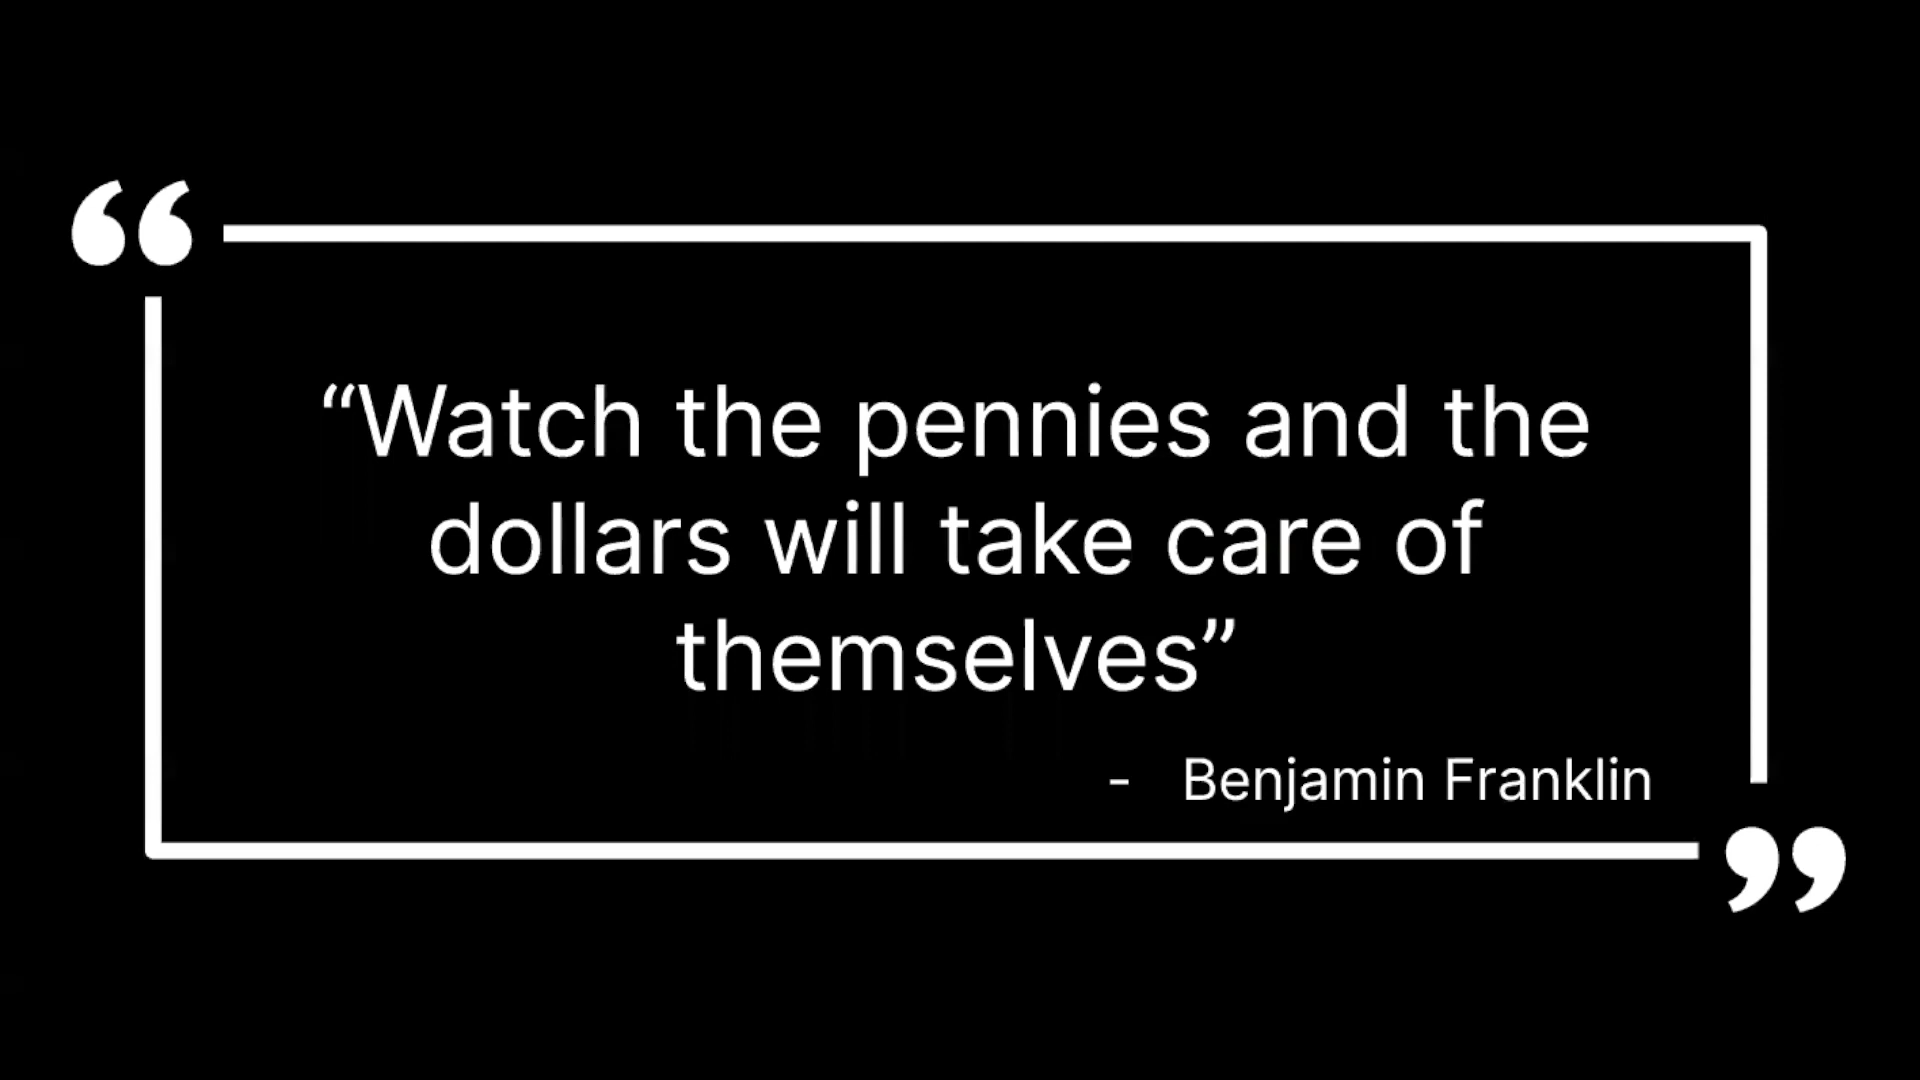 “Watch the pennies and the
dollars will take care of
themselves”
- Benjamin Franklin